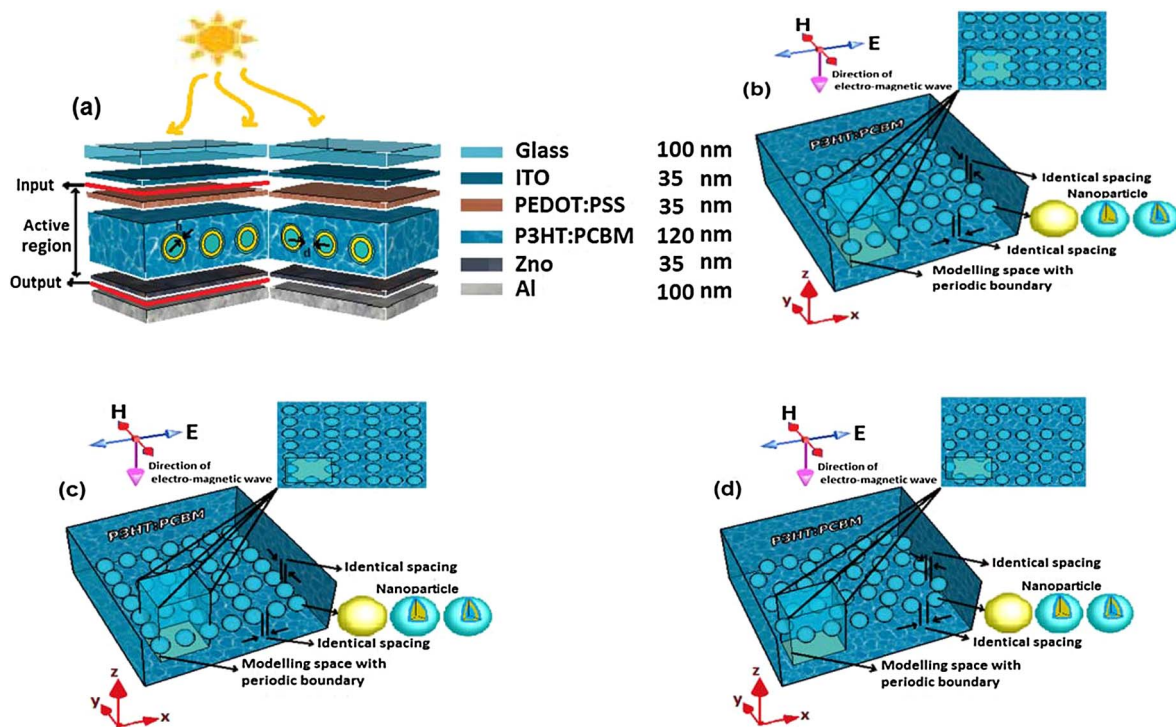 (a)
Input
Active
region
Output
r
d
Glass 100 nm
ITO 35 nm
PEDOT:PSS 35 nm
P3HT:PCBM 120 nm
Zno 35 nm
Al 100 nm
(b)
H
E
Direction of
electro-magnetic wave
P3HT:PCBM
Identical spacing
Nanoparticle
Identical spacing
Modelling space with
periodic boundary
z
y
x
(c)
H
E
Direction of
electro-magnetic wave
P3HT:PCBM
Identical spacing
Nanoparticle
Identical spacing
Modelling space with
periodic boundary
z
y
x
(d)
H
E
Direction of
electro-magnetic wave
P3HT:PCBM
Identical spacing
Nanoparticle
Identical spacing
Modelling space with
periodic boundary
z
y
x